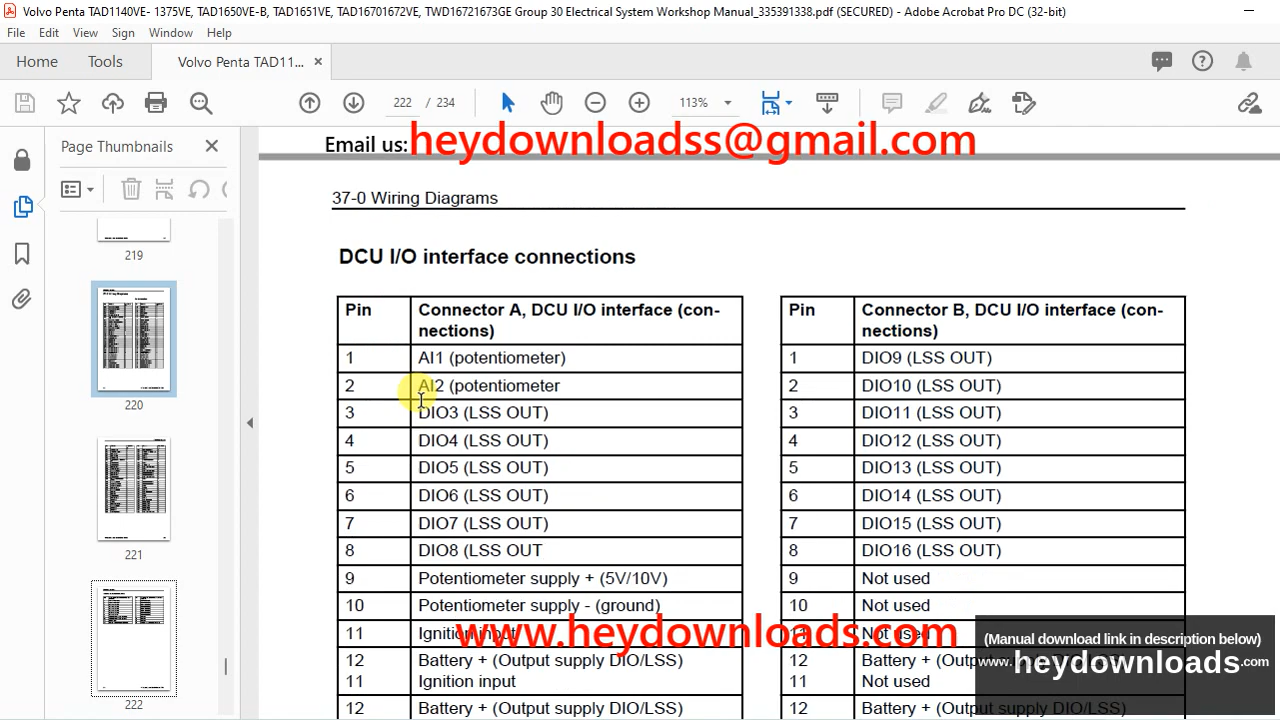 Volvo Penta TAD1140VE- 1375VE, TAD1650VE-B, TAD1651VE, TAD16701672VE, TWD16721673GE Group 30 Electrical System Workshop Manual_335391338.pdf (SECURED) - Adobe Acrobat Pro DC (32-bit)
File Edit View Sign Window Help
Home Tools Volvo Penta TAD11... ×
222 / 234 113%
Email us: heydownloadss@gmail.com
Page Thumbnails
219
220
221
222
37-0 Wiring Diagrams
DCU I/O interface connections
Pin Connector A, DCU I/O interface (con-
nections)
1 AI1 (potentiometer)
2 AI2 (potentiometer
3 DIO3 (LSS OUT)
4 DIO4 (LSS OUT)
5 DIO5 (LSS OUT)
6 DIO6 (LSS OUT)
7 DIO7 (LSS OUT)
8 DIO8 (LSS OUT
9 Potentiometer supply + (5V/10V)
10 Potentiometer supply - (ground)
11 Ignition input
12 Battery + (Output supply DIO/LSS)
11 Ignition input
12 Battery + (Output supply DIO/LSS)
Pin Connector B, DCU I/O interface (con-
nections)
1 DIO9 (LSS OUT)
2 DIO10 (LSS OUT)
3 DIO11 (LSS OUT)
4 DIO12 (LSS OUT)
5 DIO13 (LSS OUT)
6 DIO14 (LSS OUT)
7 DIO15 (LSS OUT)
8 DIO16 (LSS OUT)
9 Not used
10 Not used
11 Not used
12 Battery + (Output supply DIO/LSS)
11 Not used
12 Battery + (Output supply DIO/LSS)
www.heydownloads.com
(Manual download link in description below)
www.heydownloads.com